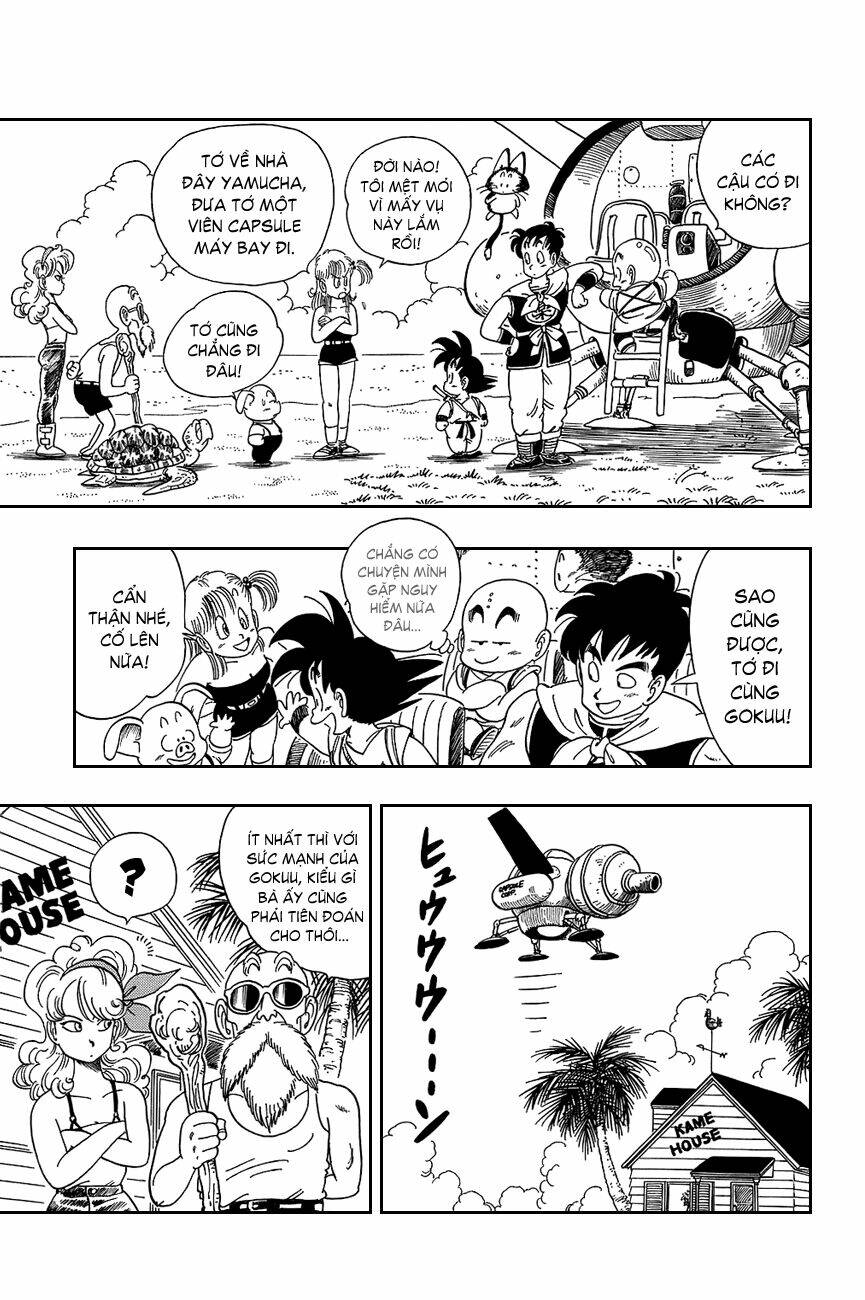 CÁC
CẬU CÓ ĐI
KHÔNG?
ĐỜI NÀO!
TÔI MỆT MỎI
VÌ MẤY VỤ
NÀY LẮM
RỒI!
TỚ VỀ NHÀ
ĐÂY YAMUCHA,
ĐƯA TỚ MỘT
VIÊN CAPSULE
MÁY BAY ĐI.
TỚ CŨNG
CHẲNG ĐI
ĐÂU!
SAO
CŨNG
ĐƯỢC,
TỚ ĐI
CÙNG
GOKUU!
CHẲNG CÓ
CHUYỆN MÌNH
GẶP NGUY
HIỂM NỮA
ĐÂU...
CẨN
THẬN NHÉ,
CỐ LÊN
NỮA!
ヒュウウウーーーン
CAPSULE
CORP.
KAME
HOUSE
ÍT NHẤT THÌ VỚI
SỨC MẠNH CỦA
GOKUU, KIỂU GÌ
BÀ ẤY CŨNG
PHẢI TIÊN ĐOÁN
CHO THÔI...
?
KAME
HOUSE